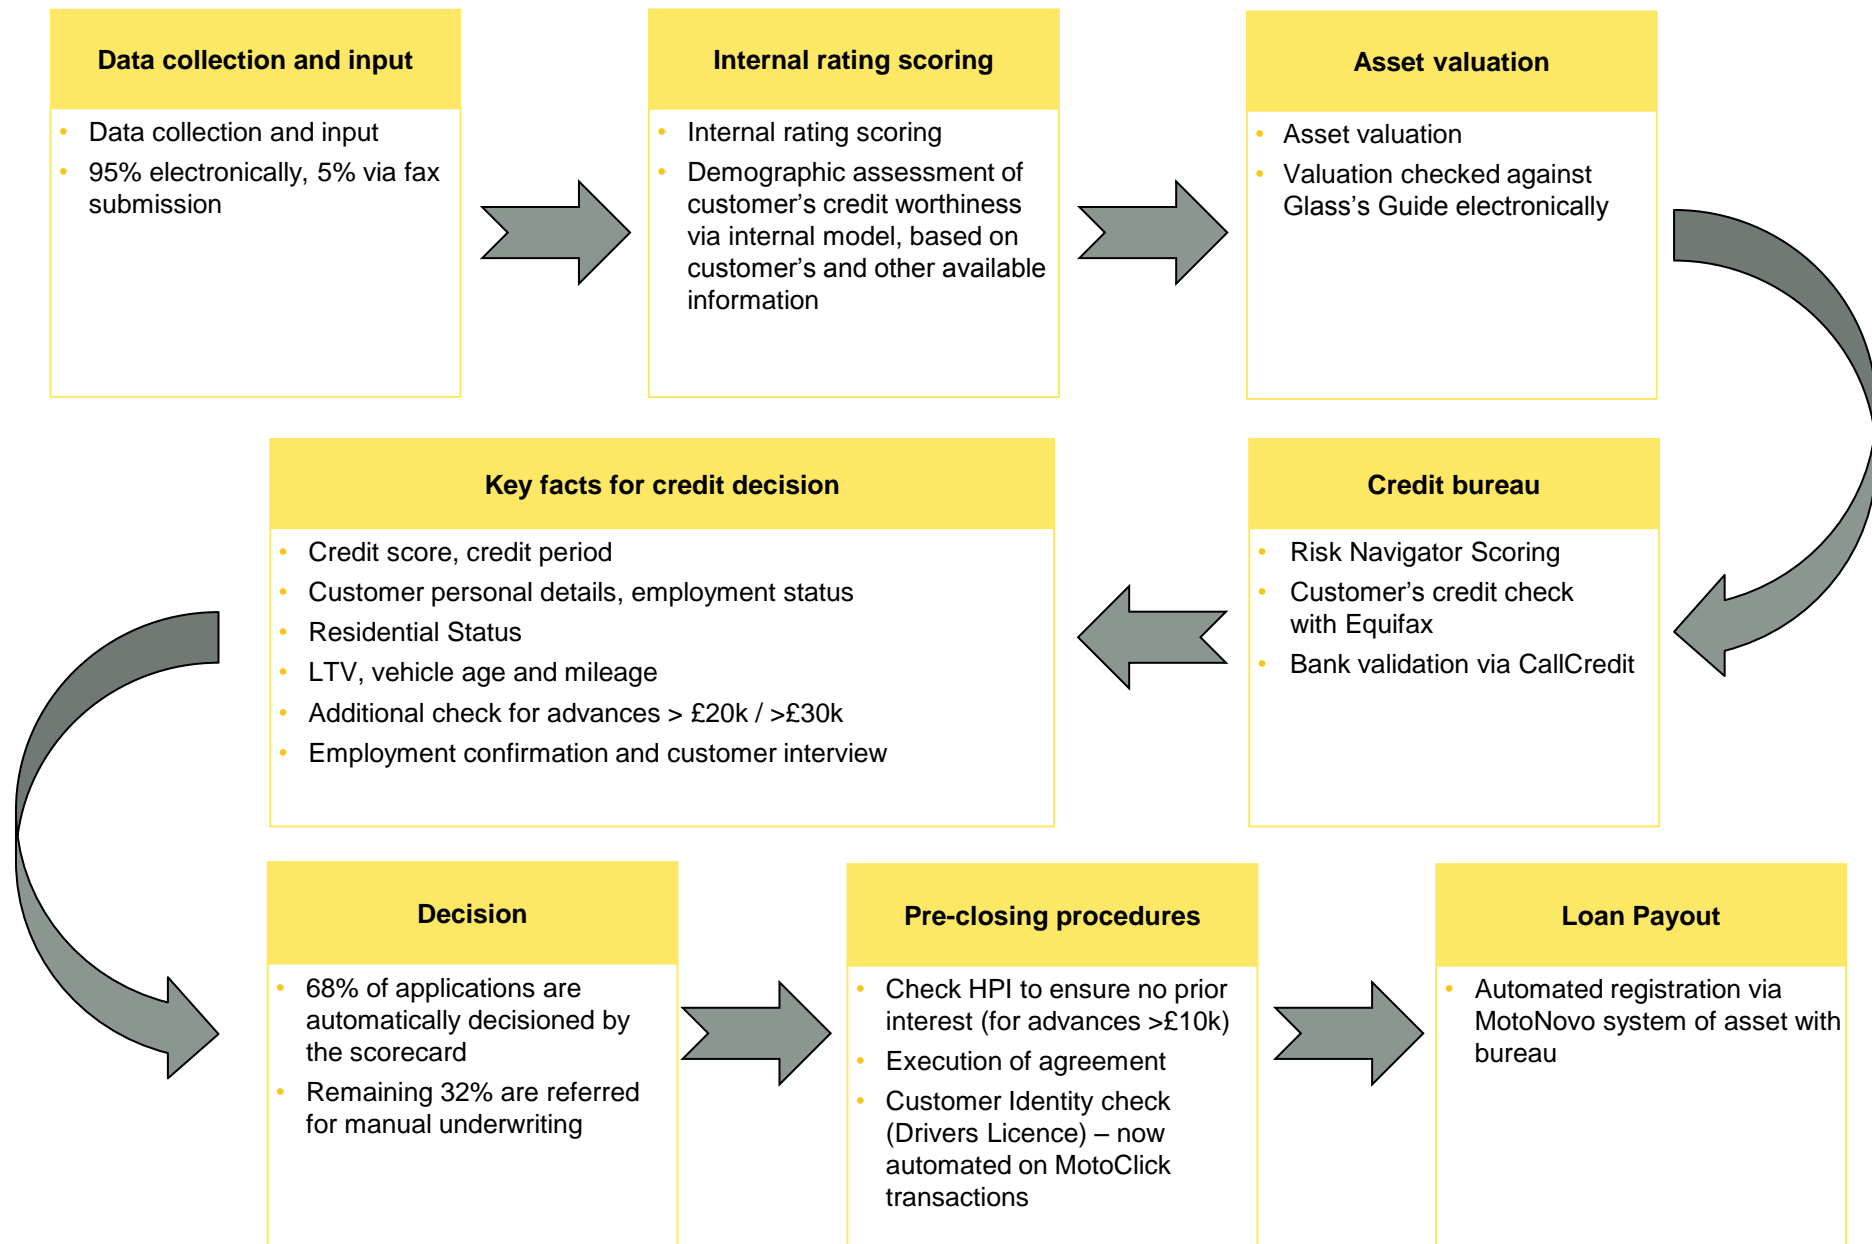 Data collection and input
• Data collection and input
• 95% electronically, 5% via fax
submission
Internal rating scoring
• Internal rating scoring
• Demographic assessment of
customer’s credit worthiness
via internal model, based on
customer’s and other available
information
Asset valuation
• Asset valuation
• Valuation checked against
Glass’s Guide electronically
Credit bureau
• Risk Navigator Scoring
• Customer’s credit check
with Equifax
• Bank validation via CallCredit
Key facts for credit decision
• Credit score, credit period
• Customer personal details, employment status
• Residential Status
• LTV, vehicle age and mileage
• Additional check for advances > £20k / >£30k
• Employment confirmation and customer interview
Decision
• 68% of applications are
automatically decisioned by
the scorecard
• Remaining 32% are referred
for manual underwriting
Pre-closing procedures
• Check HPI to ensure no prior
interest (for advances >£10k)
• Execution of agreement
• Customer Identity check
(Drivers Licence) – now
automated on MotoClick
transactions
Loan Payout
• Automated registration via
MotoNovo system of asset with
bureau